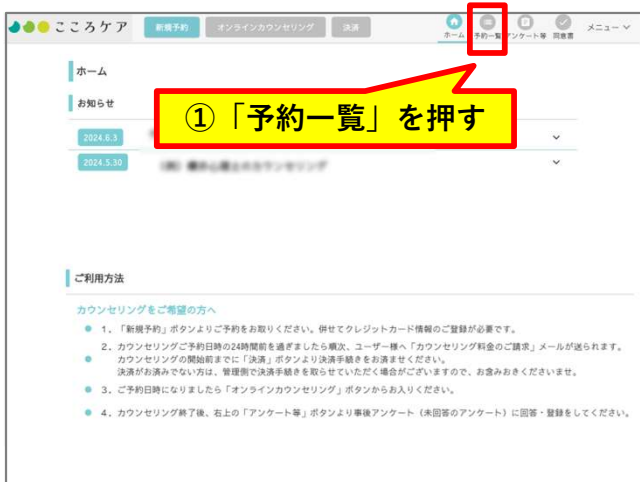 こころケア 新規予約 オンラインカウンセリング 決済 ホーム 予約一覧 アンケート等 同意書 メニュー
ホーム
お知らせ
①「予約一覧」を押す
2024.6.3
2024.5.30
ご利用方法
カウンセリングをご希望の方へ
1．「新規予約」ボタンよりご予約をお取りください。併せてクレジットカード情報のご登録が必要です。
2．カウンセリングご予約日時の24時間前を過ぎましたら順次、ユーザー様へ「カウンセリング料金のご請求」メールが送られます。
カウンセリングの開始前までに「決済」ボタンより決済手続きをお済ませください。
決済がお済みでない方は、管理側で決済手続きを取らせていただく場合がございますので、お含みおきくださいませ。
3．ご予約日時になりましたら「オンラインカウンセリング」ボタンからお入りください。
4．カウンセリング終了後、右上の「アンケート等」ボタンより事後アンケート（未回答のアンケート）に回答・登録をしてください。